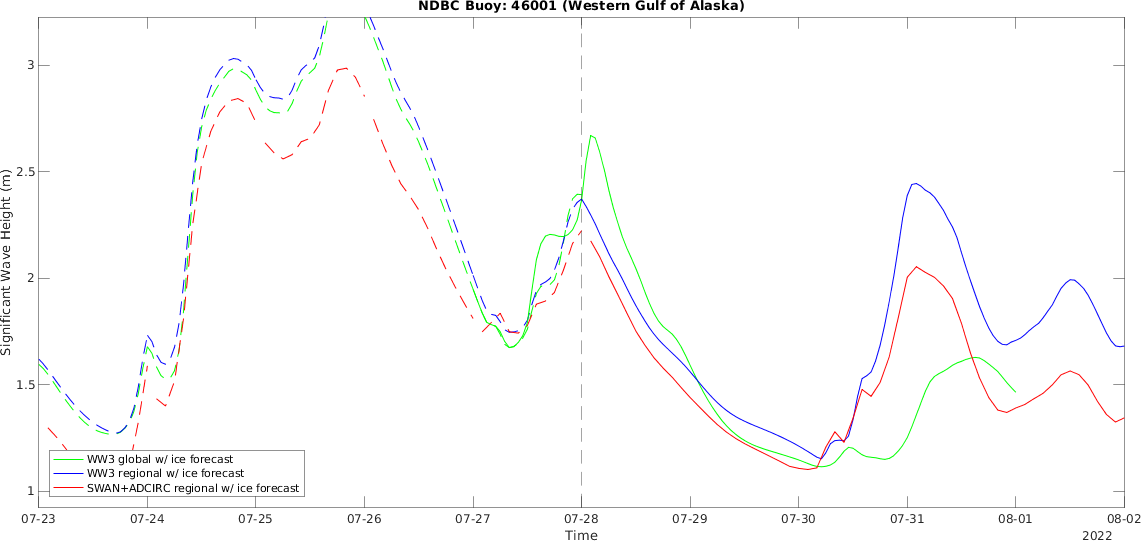 NDBC Buoy: 46001 (Western Gulf of Alaska)
Significant Wave Height (m)
3
2.5
2
1.5
1
WW3 global w/ ice forecast
WW3 regional w/ ice forecast
SWAN+ADCIRC regional w/ ice forecast
07-23 07-24 07-25 07-26 07-27 07-28 07-29 07-30 07-31 08-01 08-02
Time
2022